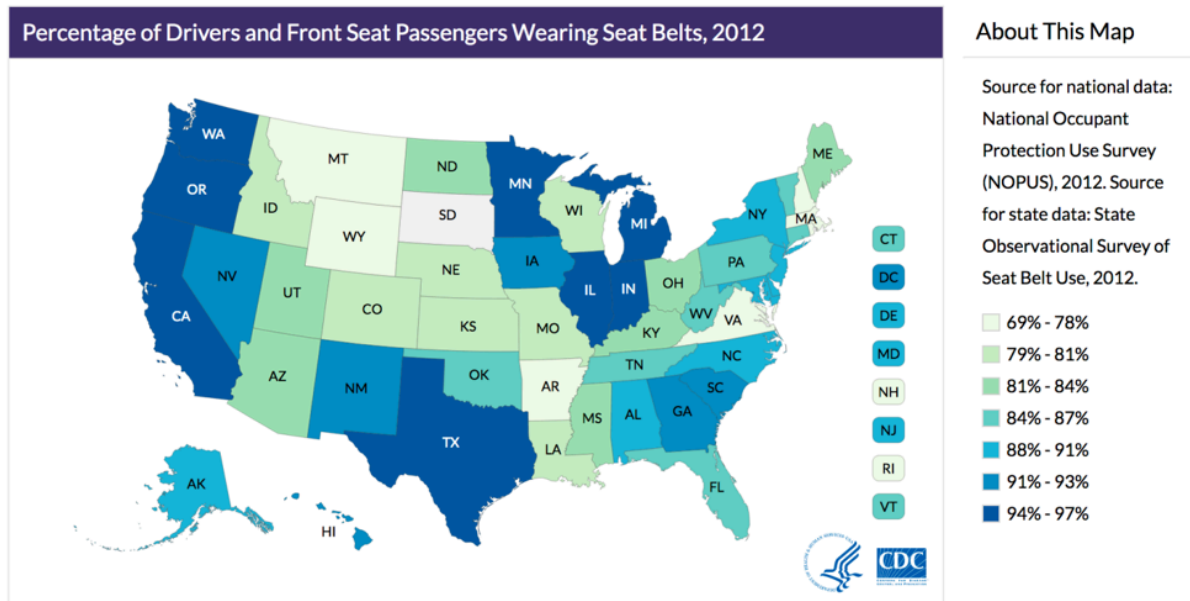 Percentage of Drivers and Front Seat Passengers Wearing Seat Belts, 2012
About This Map
Source for national data:
National Occupant
Protection Use Survey
(NOPUS), 2012. Source
for state data: State
Observational Survey of
Seat Belt Use, 2012.
69% - 78%
79% - 81%
81% - 84%
84% - 87%
88% - 91%
91% - 93%
94% - 97%
WA
MT
ND
MN
ME
OR
ID
SD
WI
MI
NY
MA
WY
NV
UT
CO
NE
IA
IL
IN
OH
PA
CA
KS
MO
KY
WV
VA
AZ
NM
OK
AR
TN
NC
TX
LA
MS
AL
GA
SC
FL
AK
HI
CT
DC
DE
MD
NH
NJ
RI
VT
CDC